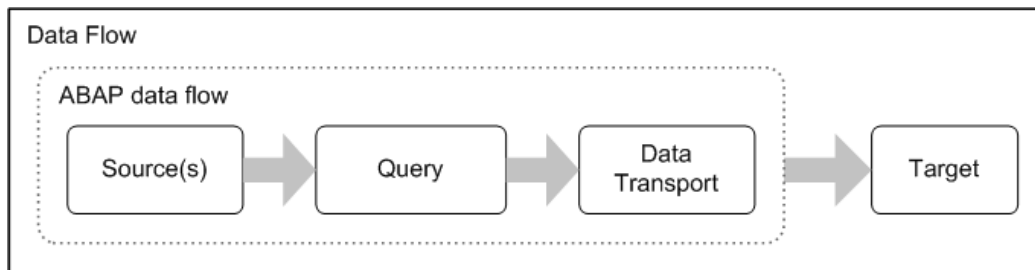 Data Flow
ABAP data flow
Source(s)
Query
Data
Transport
Target